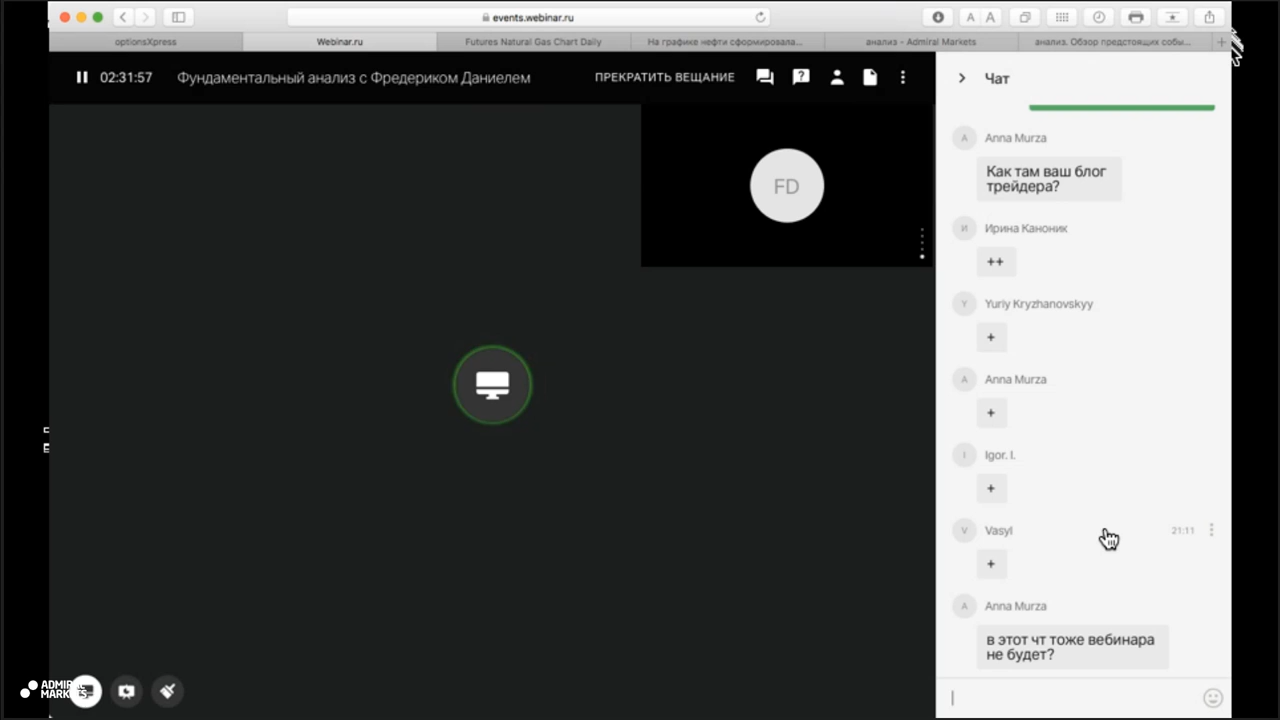 events.webinar.ru
A A
optionsXpress
Webinar.ru
Futures Natural Gas Chart Daily
На графике нефти сформировала...
анализ - Admiral Markets
анализ. Обзор предстоящих собы...
02:31:57
Фундаментальный анализ с Фредериком Даниелем
ПРЕКРАТИТЬ ВЕЩАНИЕ
Чат
FD
A
Anna Murza
Как там ваш блог
трейдера?
И
Ирина Каноник
++
Y
Yuriy Kryzhanovskyy
+
A
Anna Murza
+
I
Igor. I.
+
V
Vasyl
21:11
+
A
Anna Murza
в этот чт тоже вебинара
не будет?